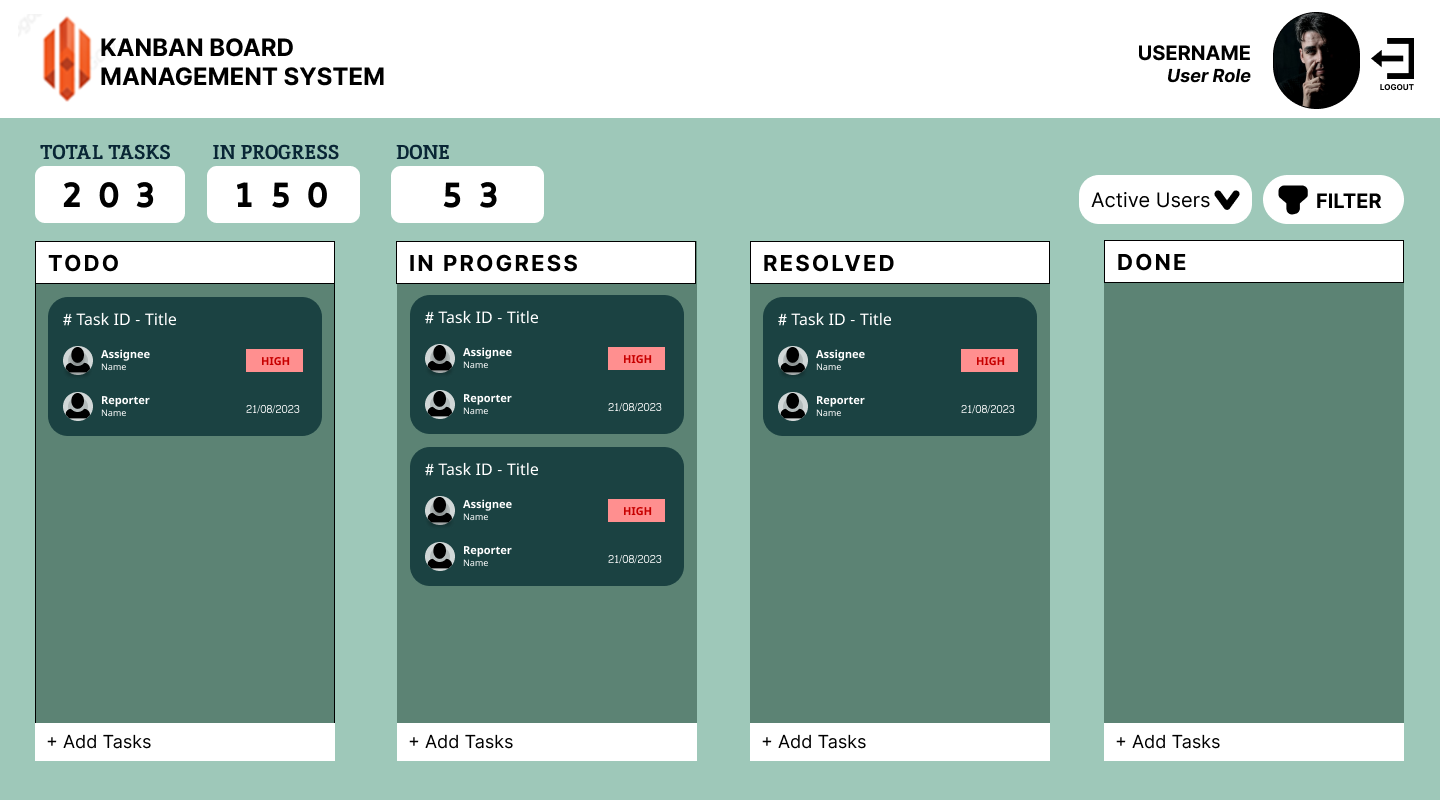 KANBAN BOARD
MANAGEMENT SYSTEM
USERNAME
User Role
LOGOUT
TOTAL TASKS
2 0 3
IN PROGRESS
1 5 0
DONE
5 3
Active Users
FILTER
TODO
# Task ID - Title
Assignee
Name
HIGH
Reporter
Name
21/08/2023
+ Add Tasks
IN PROGRESS
# Task ID - Title
Assignee
Name
HIGH
Reporter
Name
21/08/2023
# Task ID - Title
Assignee
Name
HIGH
Reporter
Name
21/08/2023
+ Add Tasks
RESOLVED
# Task ID - Title
Assignee
Name
HIGH
Reporter
Name
21/08/2023
+ Add Tasks
DONE
+ Add Tasks